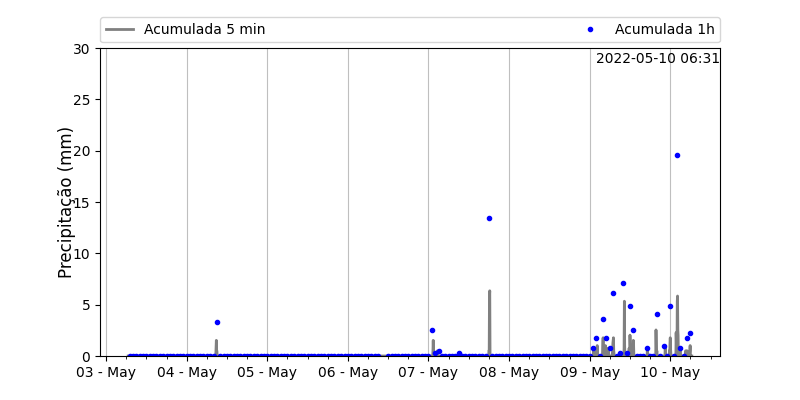 Acumulada 5 min Acumulada 1h
2022-05-10 06:31
Precipitação (mm)
30
25
20
15
10
5
0
03 - May 04 - May 05 - May 06 - May 07 - May 08 - May 09 - May 10 - May